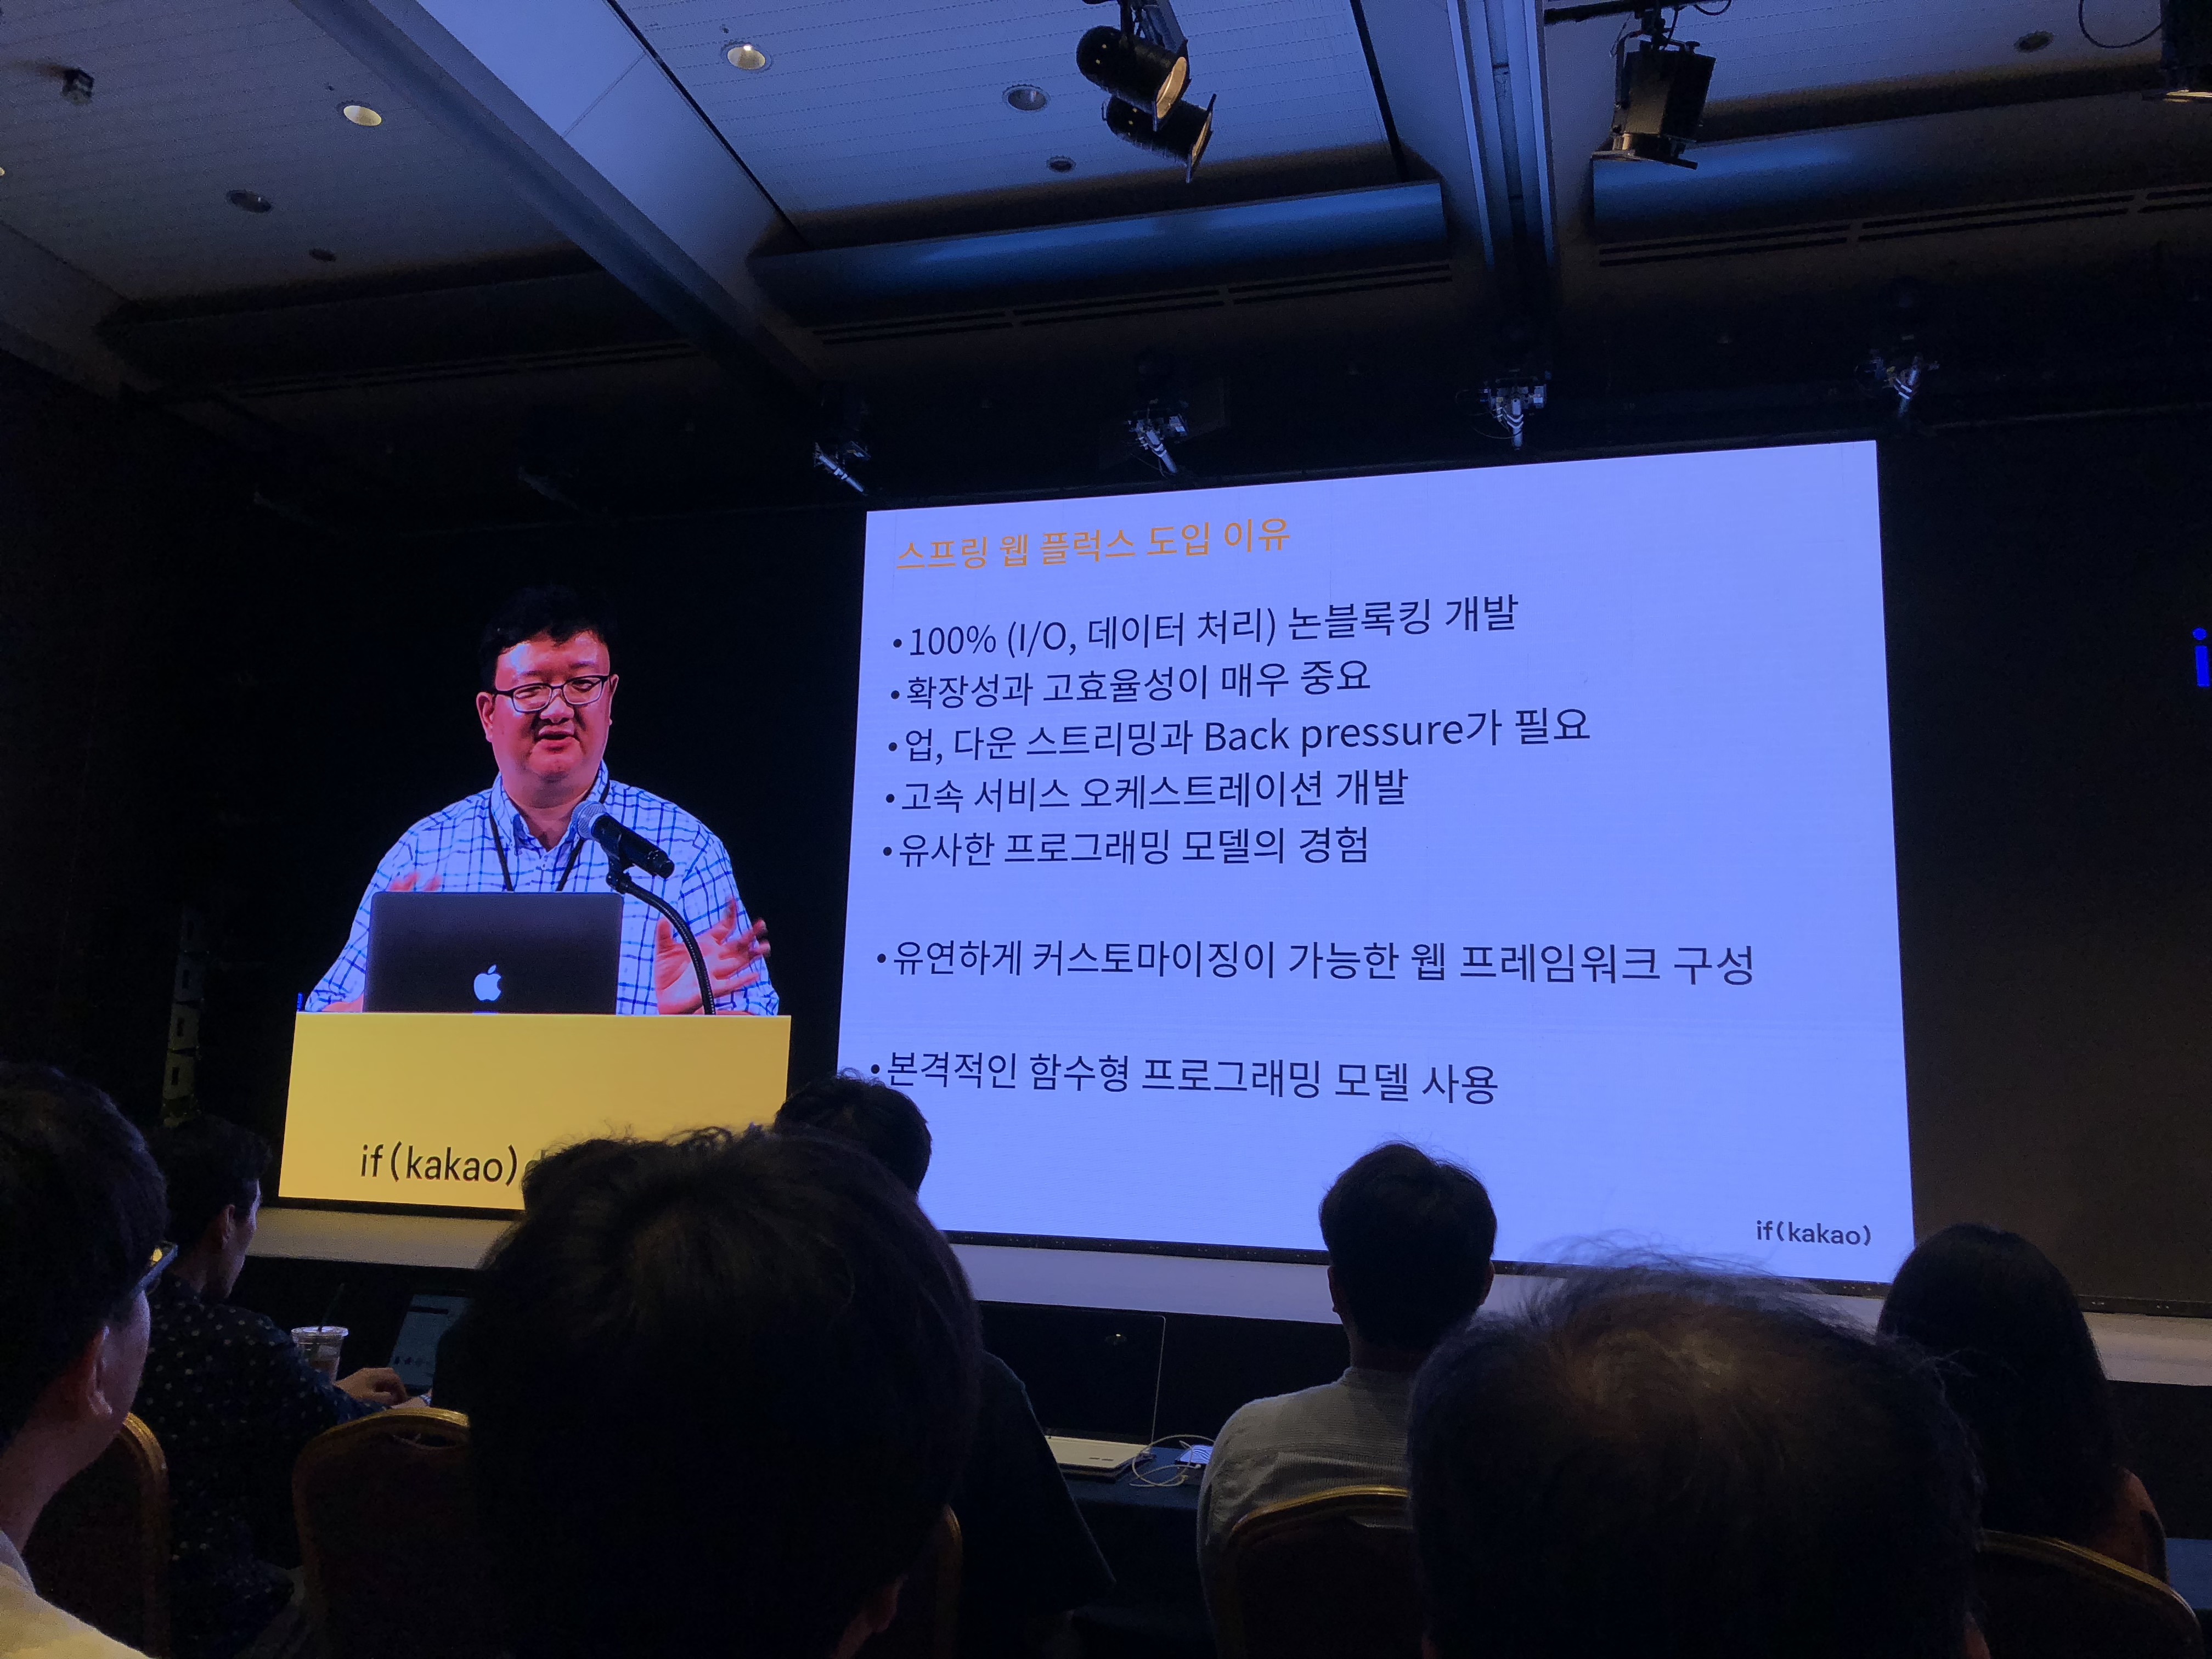 스프링 웹 플럭스 도입 이유
•100% (I/O, 데이터 처리) 논블록킹 개발
•확장성과 고효율성이 매우 중요
•업, 다운 스트리밍과 Back pressure가 필요
•고속 서비스 오케스트레이션 개발
•유사한 프로그래밍 모델의 경험
•유연하게 커스토마이징이 가능한 웹 프레임워크 구성
•본격적인 함수형 프로그래밍 모델 사용
if(kakao)
if(kakao)
i